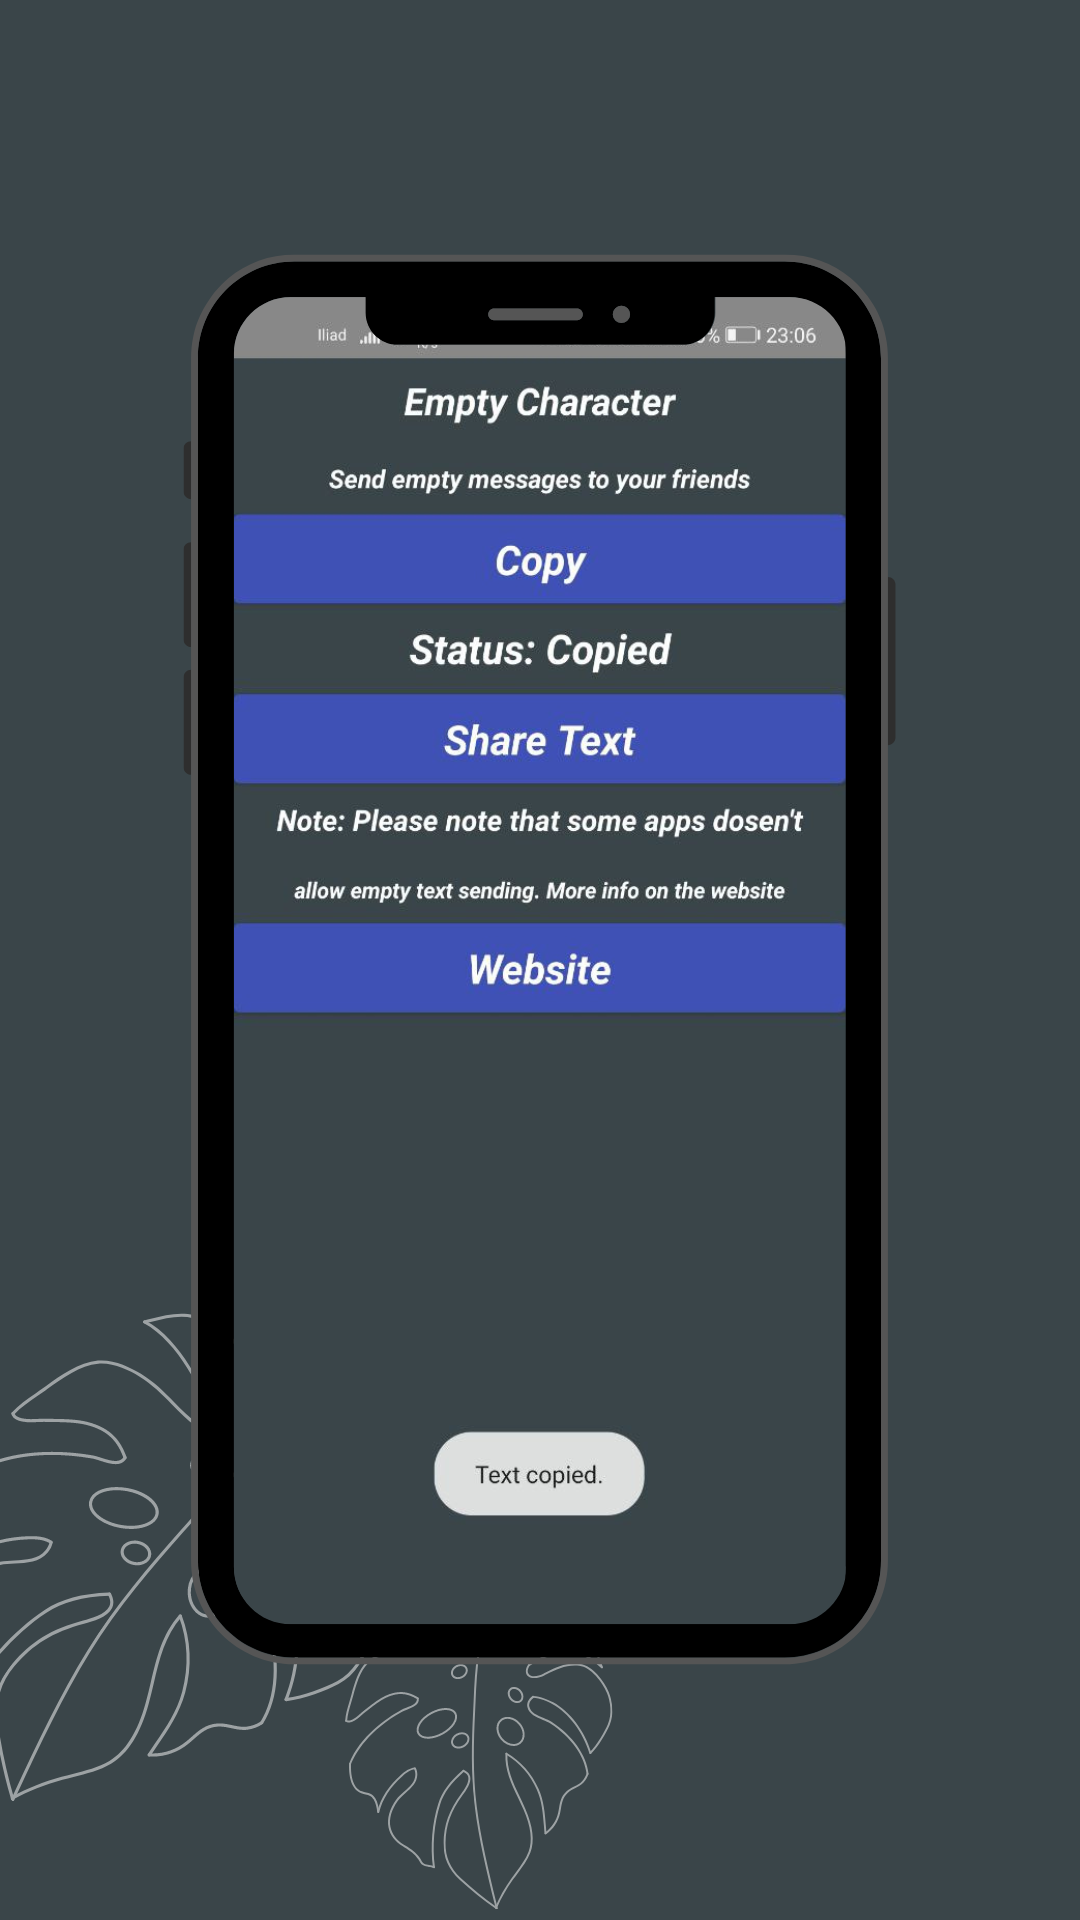 Iliad
% 23:06
Empty Character
Send empty messages to your friends
Copy
Status: Copied
Share Text
Note: Please note that some apps dosen't
allow empty text sending. More info on the website
Website
Text copied.